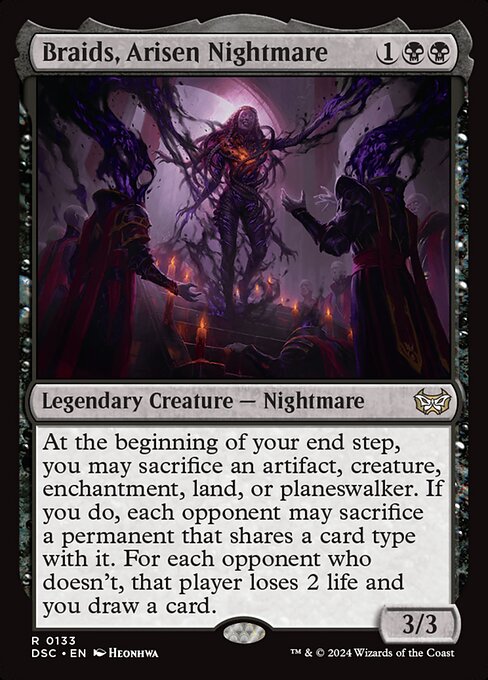 Braids, Arisen Nightmare 1
Legendary Creature — Nightmare
At the beginning of your end step,
you may sacrifice an artifact, creature,
enchantment, land, or planeswalker. If
you do, each opponent may sacrifice
a permanent that shares a card type
with it. For each opponent who
doesn't, that player loses 2 life and
you draw a card.
3/3
R 0133
DSC • EN Heonhwa
™ & © 2024 Wizards of the Coast